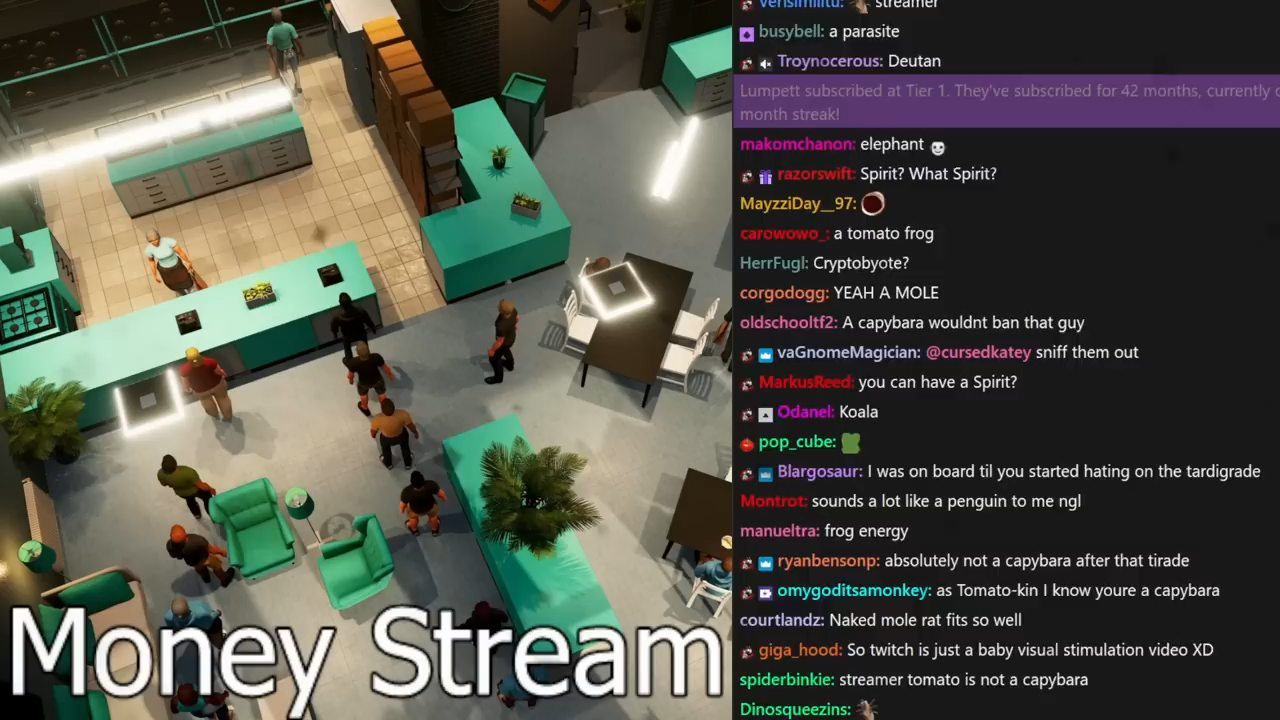 verisimilitu: streamer
busybell: a parasite
Troynocerous: Deutan
Lumpett subscribed at Tier 1. They've subscribed for 42 months, currently
month streak!
makomchanon: elephant
razorswift: Spirit? What Spirit?
MayzziDay__97:
carowowo_: a tomato frog
HerrFugl: Cryptobyote?
corgodogg: YEAH A MOLE
oldschooltf2: A capybara wouldnt ban that guy
vaGnomeMagician: @cursedkatey sniff them out
MarkusReed: you can have a Spirit?
Odanel: Koala
pop_cube:
Blargosaur: I was on board til you started hating on the tardigrade
Montrot: sounds a lot like a penguin to me ngl
manueltra: frog energy
ryanbensonp: absolutely not a capybara after that tirade
omygoditsamonkey: as Tomato-kin I know youre a capybara
courtlandz: Naked mole rat fits so well
giga_hood: So twitch is just a baby visual stimulation video XD
spiderbinkie: streamer tomato is not a capybara
Dinosqueezins:
Money Stream